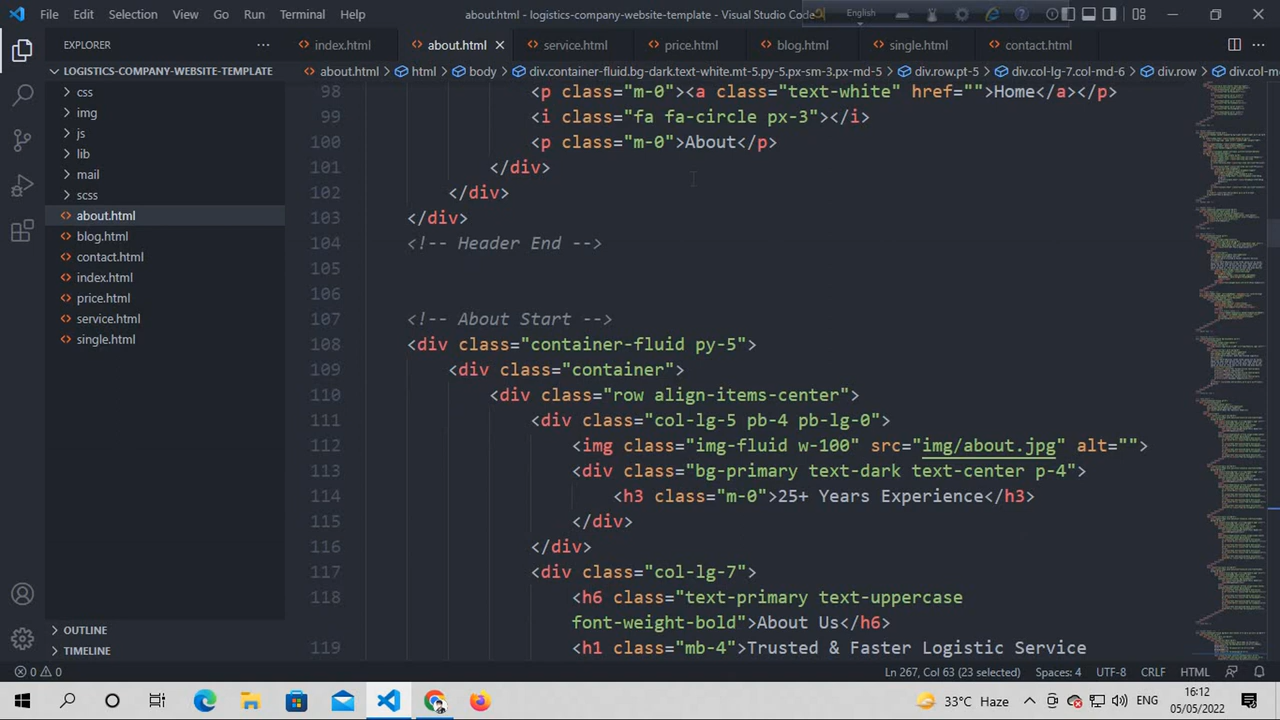 File Edit Selection View Go Run Terminal Help
about.html - logistics-company-website-template - Visual Studio Code
English
EXPLORER
index.html about.html service.html price.html blog.html single.html contact.html
LOGISTICS-COMPANY-WEBSITE-TEMPLATE
css
img
js
lib
mail
scss
about.html
blog.html
contact.html
index.html
price.html
service.html
single.html
OUTLINE
TIMELINE
about.html > html > body > div.container-fluid.bg-dark.text-white.mt-5.py-5.px-sm-3.px-md-5 > div.row.pt-5 > div.col-lg-7.col-md-6 > div.row > div.col-m
98 <p class="m-0"><a class="text-white" href="">Home</a></p>
99 <i class="fa fa-circle px-3"></i>
100 <p class="m-0">About</p>
101 </div>
102 </div>
103 </div>
104 <!-- Header End -->
105
106
107 <!-- About Start -->
108 <div class="container-fluid py-5">
109 <div class="container">
110 <div class="row align-items-center">
111 <div class="col-lg-5 pb-4 pb-lg-0">
112 <img class="img-fluid w-100" src="img/about.jpg" alt="">
113 <div class="bg-primary text-dark text-center p-4">
114 <h3 class="m-0">25+ Years Experience</h3>
115 </div>
116 </div>
117 <div class="col-lg-7">
118 <h6 class="text-primary text-uppercase
font-weight-bold">About Us</h6>
119 <h1 class="mb-4">Trusted & Faster Logistic Service
0 0 Ln 267, Col 63 (23 selected) Spaces: 4 UTF-8 CRLF HTML
33°C Haze ENG 16:12
05/05/2022